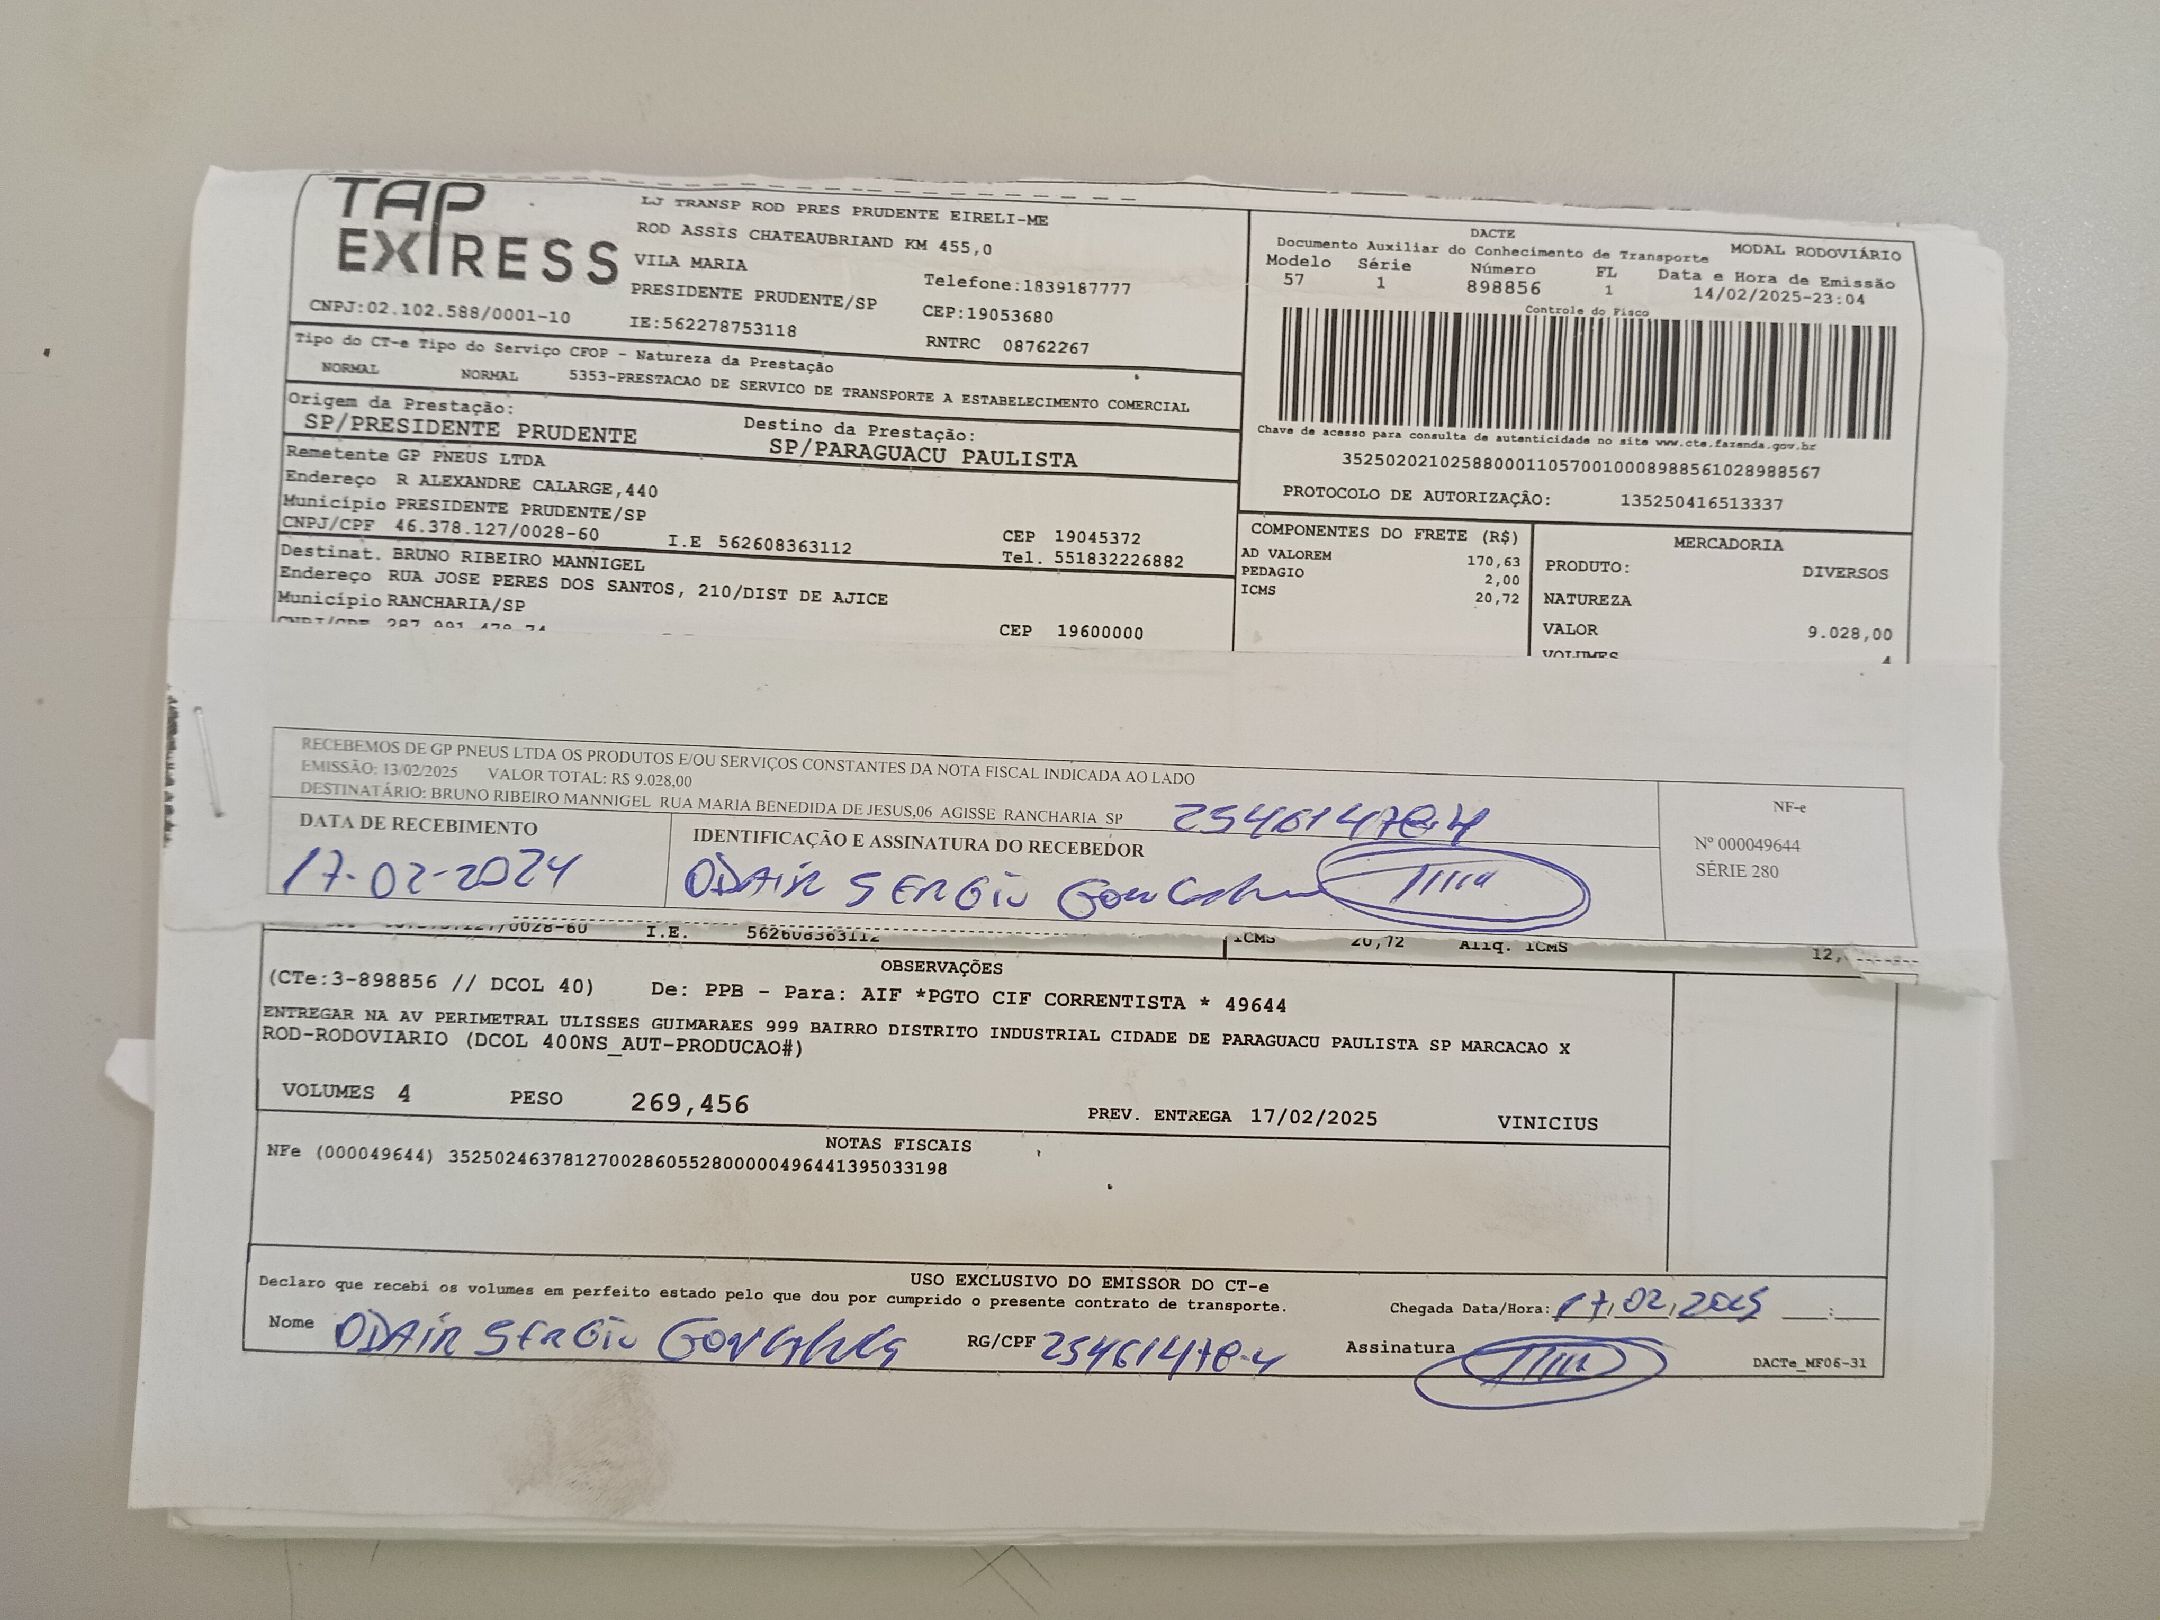 TAP
EXPRESS
LJ TRANSP ROD PRES PRUDENTE EIRELI-ME
ROD ASSIS CHATEAUBRIAND KM 455,0
VILA MARIA
PRESIDENTE PRUDENTE/SP
Telefone:1839187777
CEP:19053680
CNPJ:02.102.588/0001-10
IE:562278753118
RNTRC 08762267
DACTE
MODAL RODOVIÁRIO
Documento Auxiliar do Conhecimento de Transporte
Modelo Série Número FL Data e Hora de Emissão
57 1 898856 1 14/02/2025-23:04
Controle do Fisco
Chave de acesso para consulta de autenticidade no site www.cte.fazenda.gov.br
35250202102588000110570010008988561028988567
PROTOCOLO DE AUTORIZAÇÃO: 135250416513337
Tipo do CT-e Tipo do Serviço CFOP - Natureza da Prestação
NORMAL NORMAL 5353-PRESTACAO DE SERVICO DE TRANSPORTE A ESTABELECIMENTO COMERCIAL
Origem da Prestação: Destino da Prestação:
SP/PRESIDENTE PRUDENTE SP/PARAGUACU PAULISTA
Remetente GP PNEUS LTDA
Endereço R ALEXANDRE CALARGE,440
Município PRESIDENTE PRUDENTE/SP CEP 19045372
CNPJ/CPF 46.378.127/0028-60 I.E 562608363112 Tel. 551832226882
Destinat. BRUNO RIBEIRO MANNIGEL
Endereço RUA JOSE PERES DOS SANTOS, 210/DIST DE AJICE
Município RANCHARIA/SP CEP 19600000
COMPONENTES DO FRETE (R$)
AD VALOREM 170,63
PEDAGIO 2,00
ICMS 20,72
MERCADORIA
PRODUTO: DIVERSOS
NATUREZA
VALOR 9.028,00
VOLUMES 4
RECEBEMOS DE GP PNEUS LTDA OS PRODUTOS E/OU SERVIÇOS CONSTANTES DA NOTA FISCAL INDICADA AO LADO
EMISSÃO: 13/02/2025 VALOR TOTAL: R$ 9.028,00
DESTINATÁRIO: BRUNO RIBEIRO MANNIGEL RUA MARIA BENEDIDA DE JESUS,06 AGISSE RANCHARIA SP
DATA DE RECEBIMENTO
17-02-2024
IDENTIFICAÇÃO E ASSINATURA DO RECEBEDOR
25461478-4
ODAIR SERGIO
NF-e
Nº 000049644
SÉRIE 280
I.E. 562608363112
ICMS 20,72 Aliq. ICMS 12,
OBSERVAÇÕES
(CTe:3-898856 // DCOL 40) De: PPB - Para: AIF *PGTO CIF CORRENTISTA * 49644
ENTREGAR NA AV PERIMETRAL ULISSES GUIMARAES 999 BAIRRO DISTRITO INDUSTRIAL CIDADE DE PARAGUACU PAULISTA SP MARCACAO X
ROD-RODOVIARIO (DCOL 400NS_AUT-PRODUCAO#)
VOLUMES 4 PESO 269,456 PREV. ENTREGA 17/02/2025 VINICIUS
NOTAS FISCAIS
NFe (000049644) 35250246378127002860552800000496441395033198
USO EXCLUSIVO DO EMISSOR DO CT-e
Declaro que recebi os volumes em perfeito estado pelo que dou por cumprido o presente contrato de transporte.
Chegada Data/Hora: 17,02,2025 :
Nome ODAIR SERGIO RG/CPF 25461478-4 Assinatura
DACTe_MF06-31